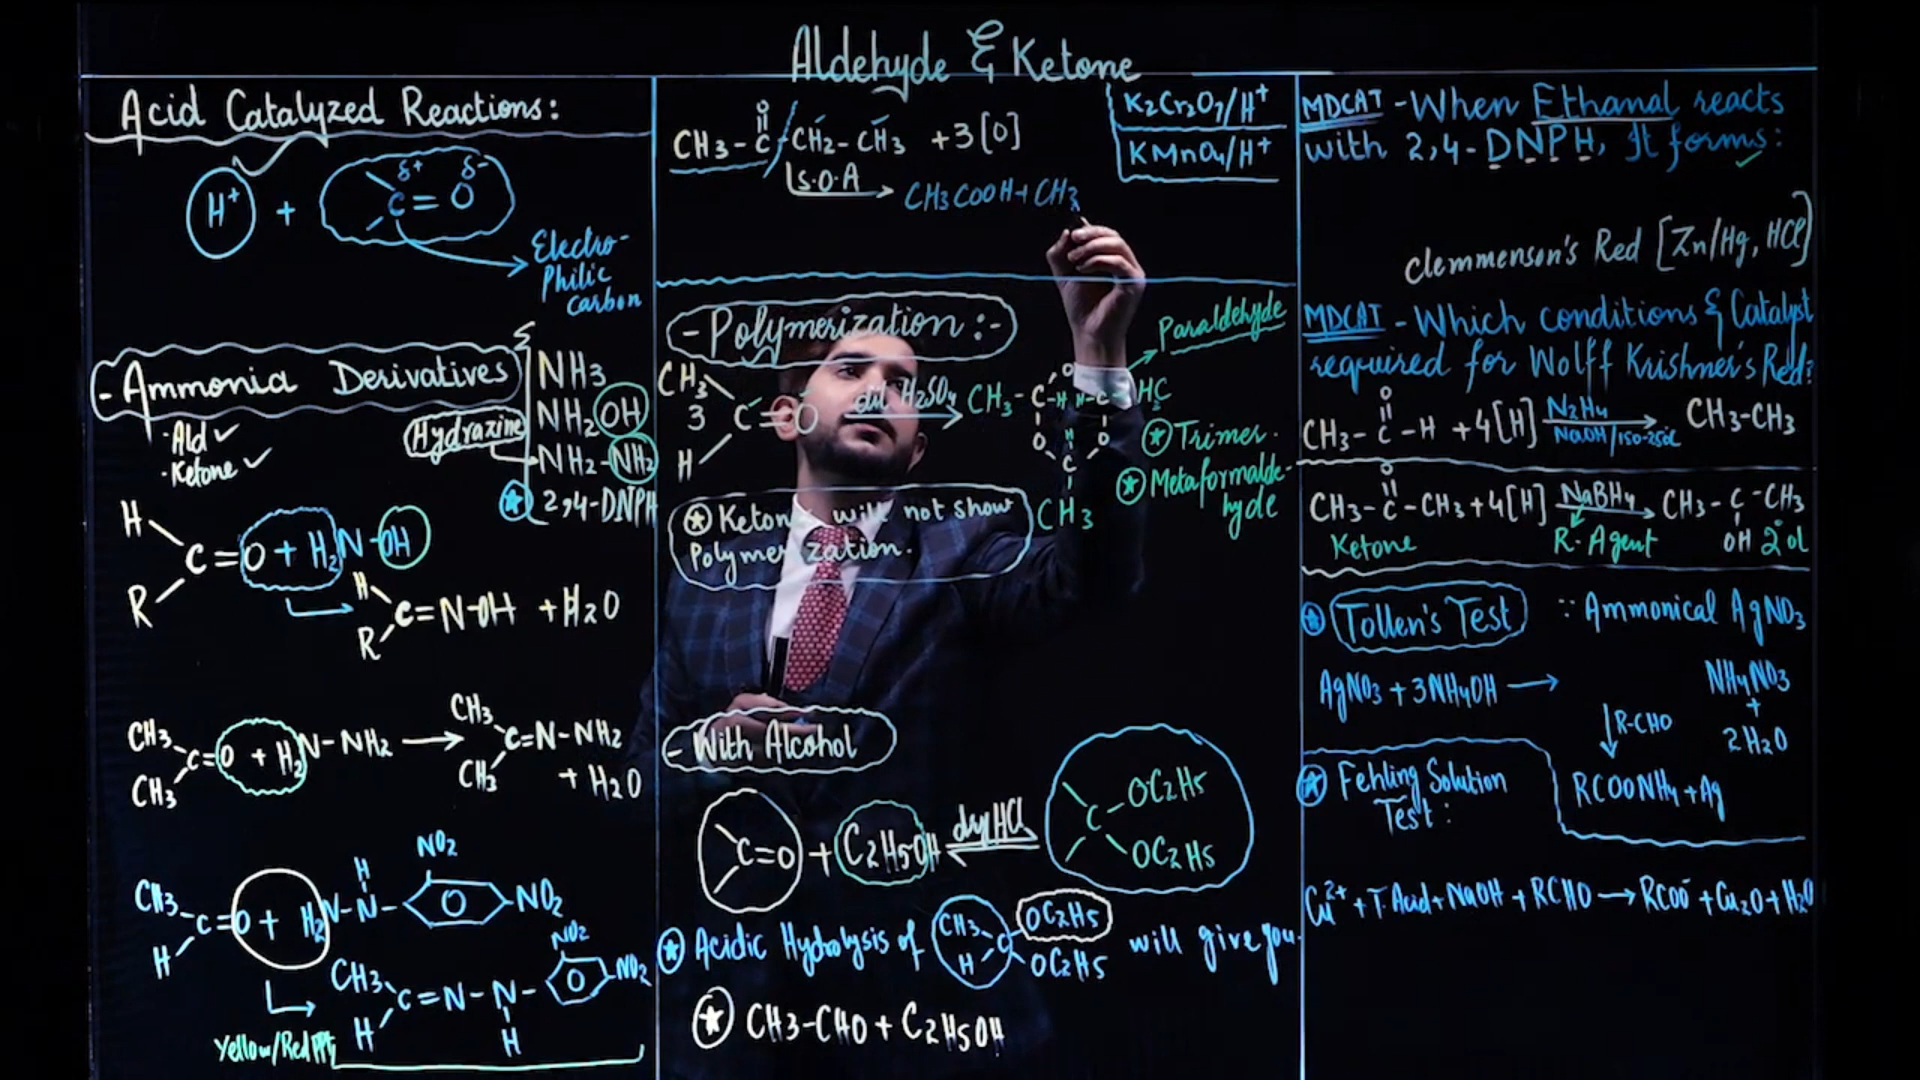 Aldehyde & Ketone
Acid Catalyzed Reactions:
H+ + C = O
δ+ δ-
Electro-
Philic
carbon
- Ammonia Derivatives
NH3
NH2OH
Hydrazine
NH2-NH2
2,4-DNPH
· Ald ✓
· Ketone ✓
H
C=O + H2N-OH
R
H
C=N-OH + H2O
R
CH3
C=O + H2N-NH2 → C=N-NH2
CH3
CH3
CH3
+ H2O
NO2
H
CH3-C=O + H2N-N- O -NO2
H
NO2
CH3
C=N-N- O -NO2
H
H
Yellow/Red PPt
O
CH3-C-CH2-CH3 + 3[O]
K2Cr2O7/H+
KMnO4/H+
S.O.A → CH3COOH + CH3
- Polymerization :-
CH3
3 C=O
H
dil H2SO4
CH3-C-H H-C
O
O O
H
C
CH3
Paraldehyde
Trimer.
Metaformalde-
hyde
Keton will not show
Polymer zation.
- With Alcohol
C=O + C2H5OH
dry HCl
OC2H5
C
OC2H5
Acidic Hydrolysis of
CH3
C
H
OC2H5
OC2H5
will give you-
CH3-CHO + C2H5OH
MDCAT - When Ethanal reacts
with 2,4-DNPH, It forms:
Clemmenson's Red [Zn/Hg, HCl]
MDCAT - Which conditions & Catalyst
required for Wolff Krishner's Red?
O
CH3-C-H + 4[H] N2H4 → CH3-CH3
NaOH/150-250c
O
CH3-C-CH3 + 4[H] NaBH4 → CH3-C-CH3
Ketone R-Agent OH 2°ol
Tollen's Test ∵ Ammonical AgNO3
AgNO3 + 3NH4OH →
NH4NO3
+
2H2O
R-CHO
RCOONH4 + Ag
Fehling Solution
Test:
Cu2+ + T.Acid + NaOH + RCHO → RCOO- + Cu2O + H2O